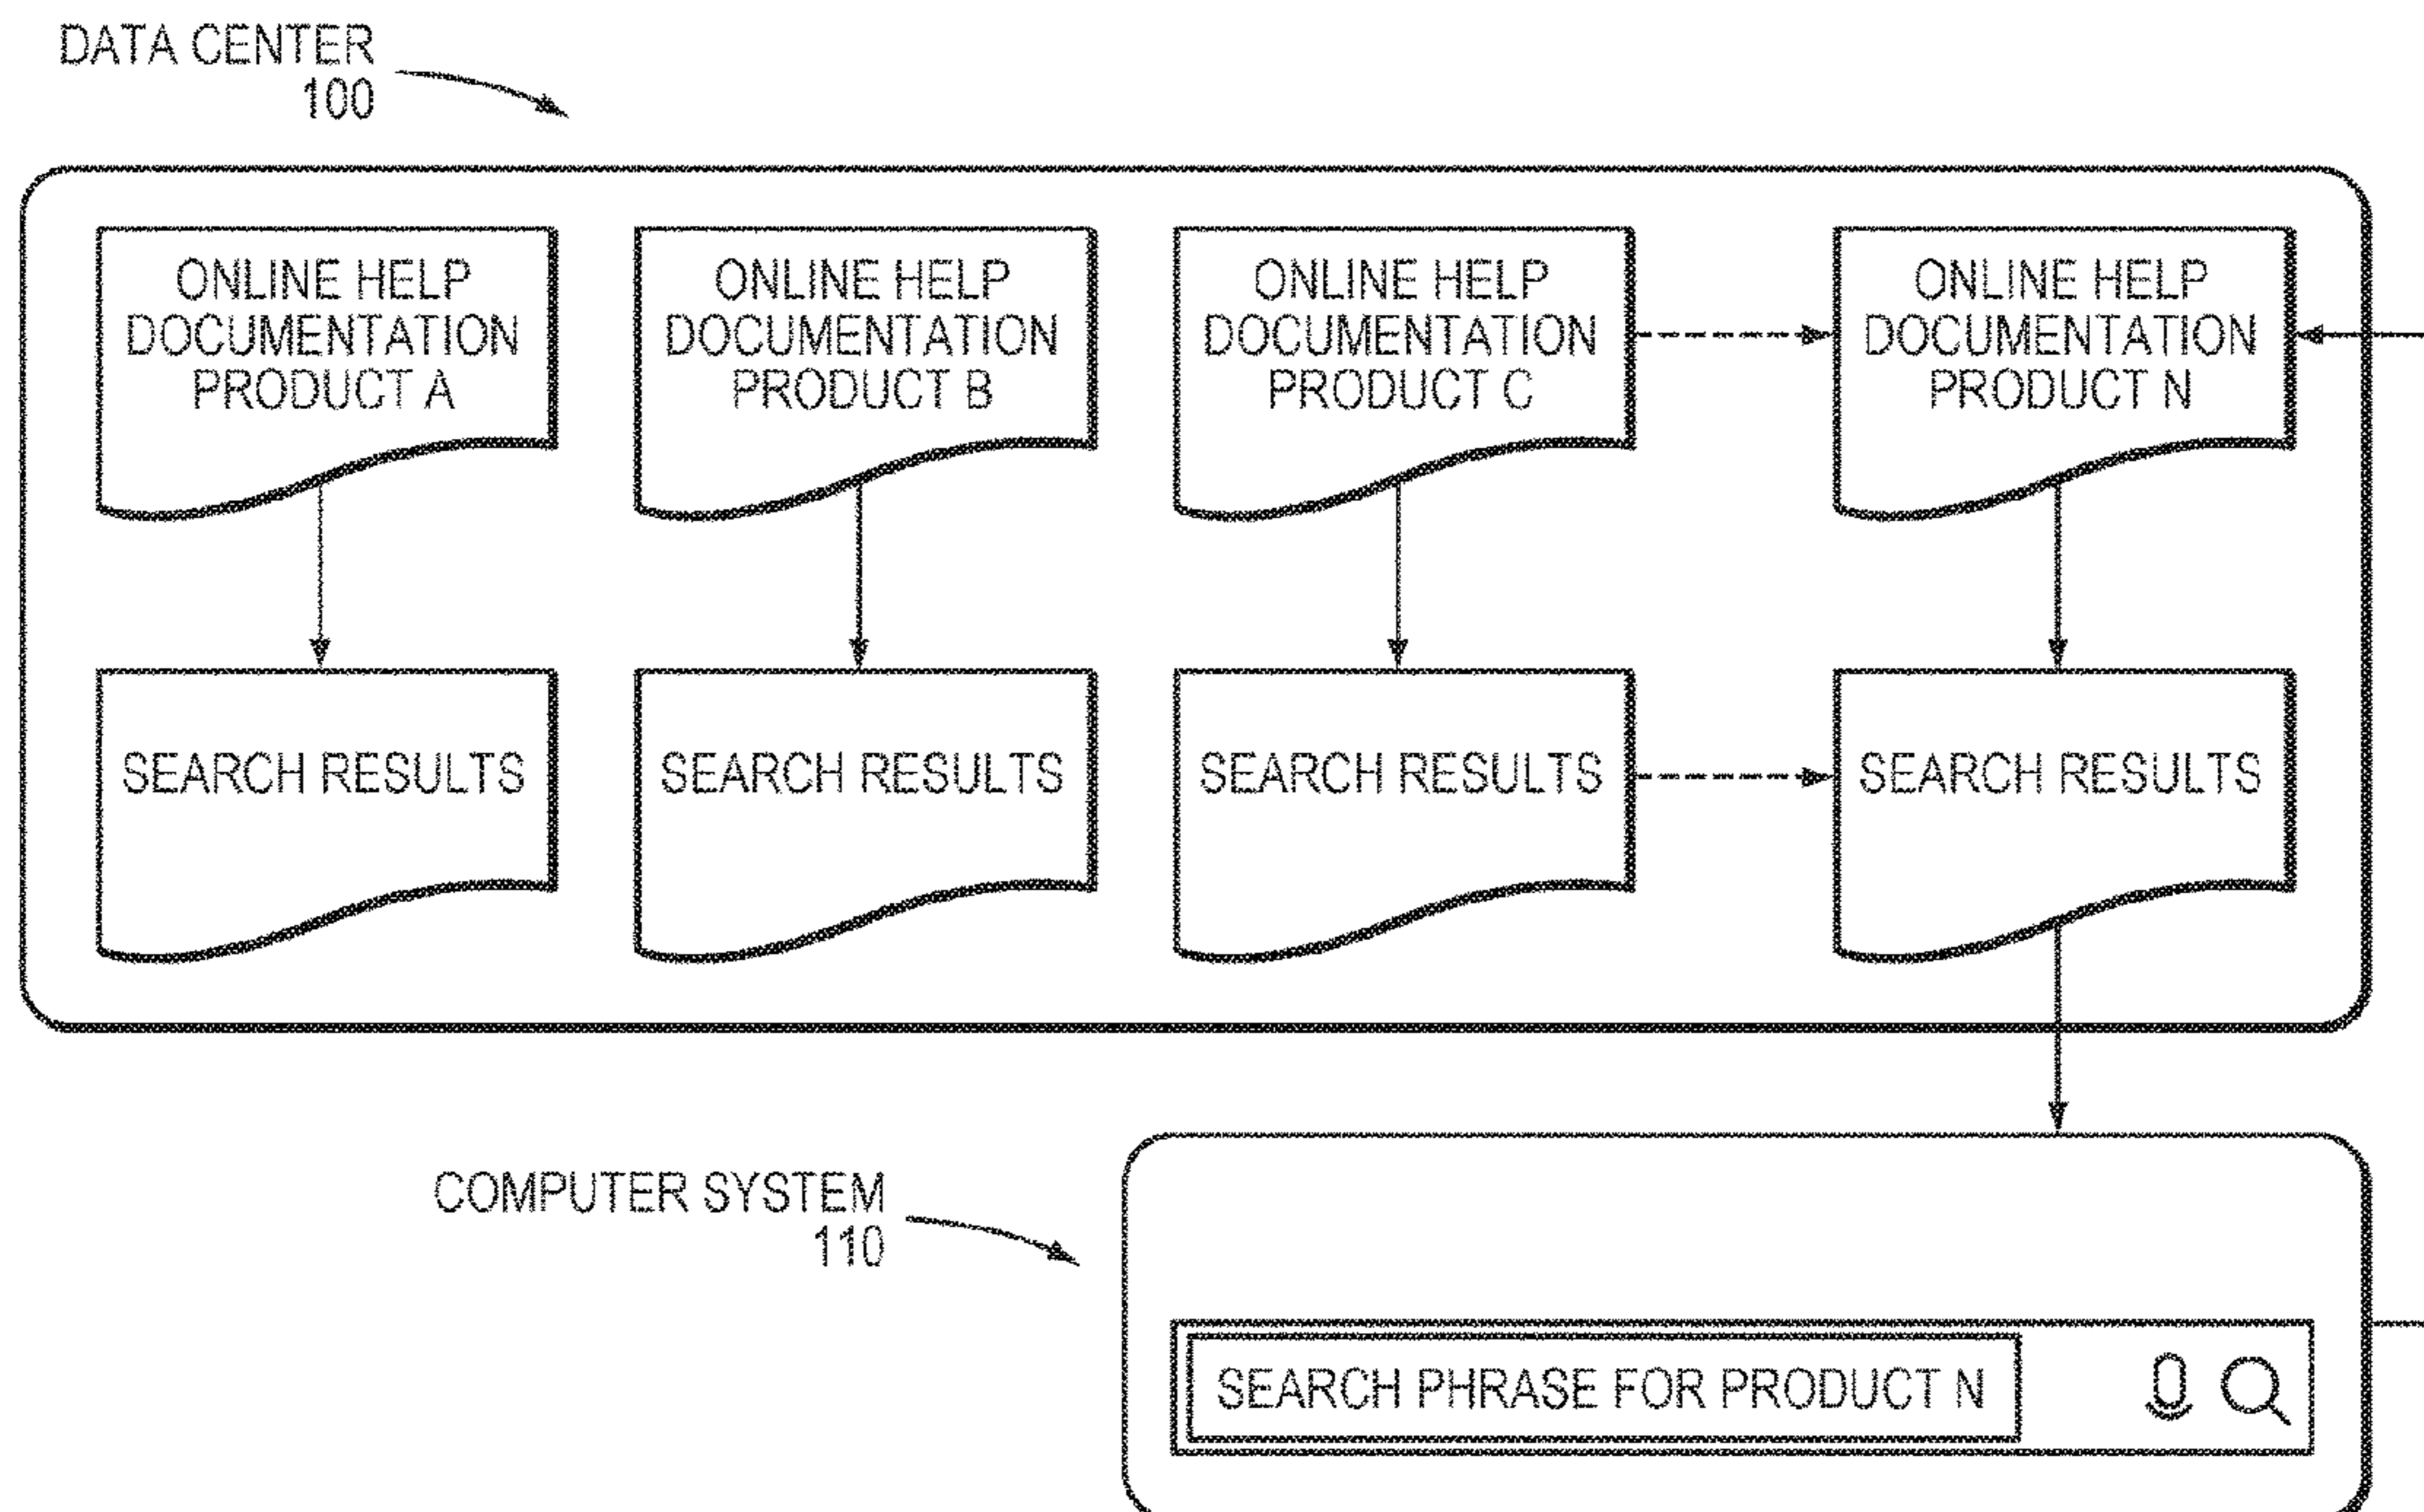 DATA CENTER
100
ONLINE HELP
DOCUMENTATION
PRODUCT A
ONLINE HELP
DOCUMENTATION
PRODUCT B
ONLINE HELP
DOCUMENTATION
PRODUCT C
ONLINE HELP
DOCUMENTATION
PRODUCT N
SEARCH RESULTS
SEARCH RESULTS
SEARCH RESULTS
SEARCH RESULTS
COMPUTER SYSTEM
110
SEARCH PHRASE FOR PRODUCT N